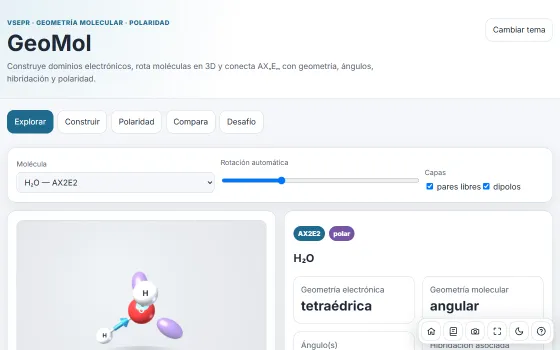 VSEPR · GEOMETRÍA MOLECULAR · POLARIDAD
GeoMol
Cambiar tema
Construye dominios electrónicos, rota moléculas en 3D y conecta AXₙEₘ con geometría, ángulos,
hibridación y polaridad.
Explorar
Construir
Polaridad
Compara
Desafío
Molécula
H₂O — AX2E2
Rotación automática
Capas
pares libres
dipolos
H
O
H
AX2E2
polar
H₂O
Geometría electrónica
tetraédrica
Geometría molecular
angular
Ángulo(s)
Hibridación asociada